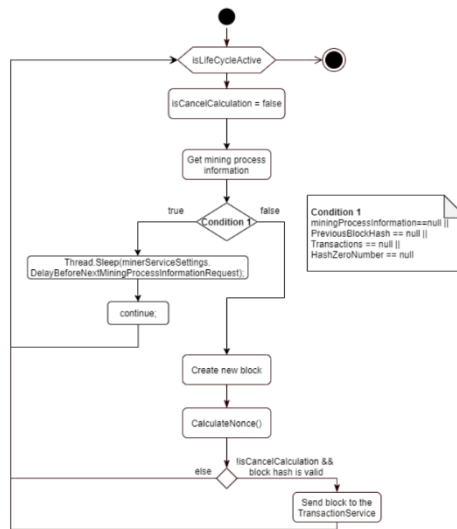 isLifeCycleActive
isCancelCalculation = false
Get mining process
information
true
false
Condition 1
Condition 1
miningProcessInformation==null ||
PreviousBlockHash == null ||
Transactions == null ||
HashZeroNumber == null
Thread.Sleep(minerServiceSettings.
DelayBeforeNextMiningProcessInformationRequest);
continue;
Create new block
CalculateNonce()
else
!isCancelCalculation &&
block hash is valid
Send block to the
TransactionService